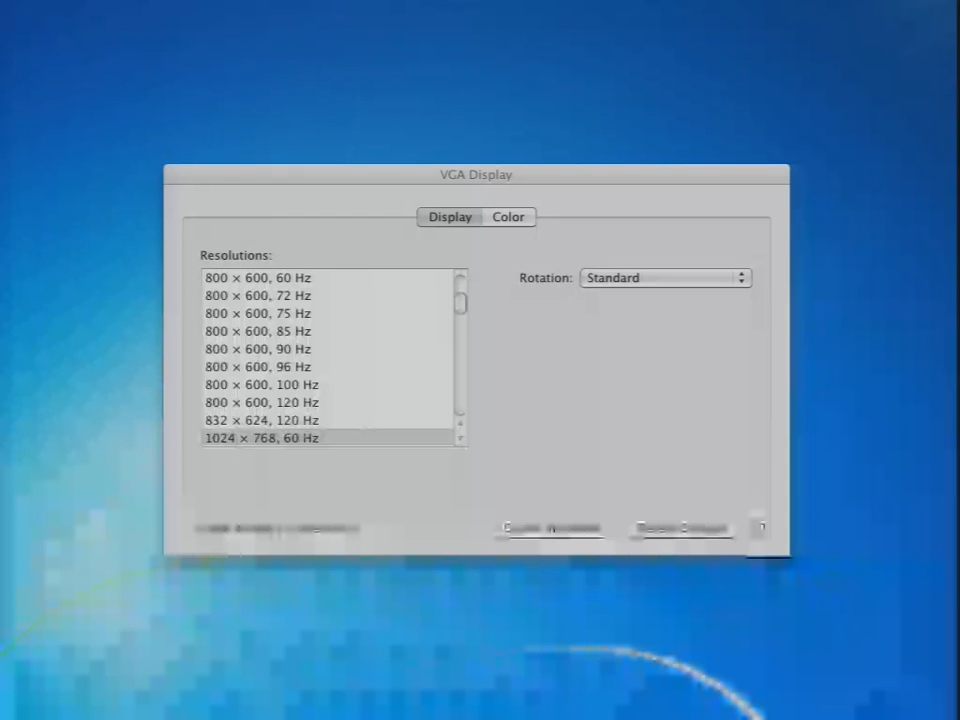 VGA Display
Display Color
Resolutions:
800 × 600, 60 Hz
Rotation: Standard
800 × 600, 72 Hz
800 × 600, 75 Hz
800 × 600, 85 Hz
800 × 600, 90 Hz
800 × 600, 96 Hz
800 × 600, 100 Hz
800 × 600, 120 Hz
832 × 624, 120 Hz
1024 × 768, 60 Hz